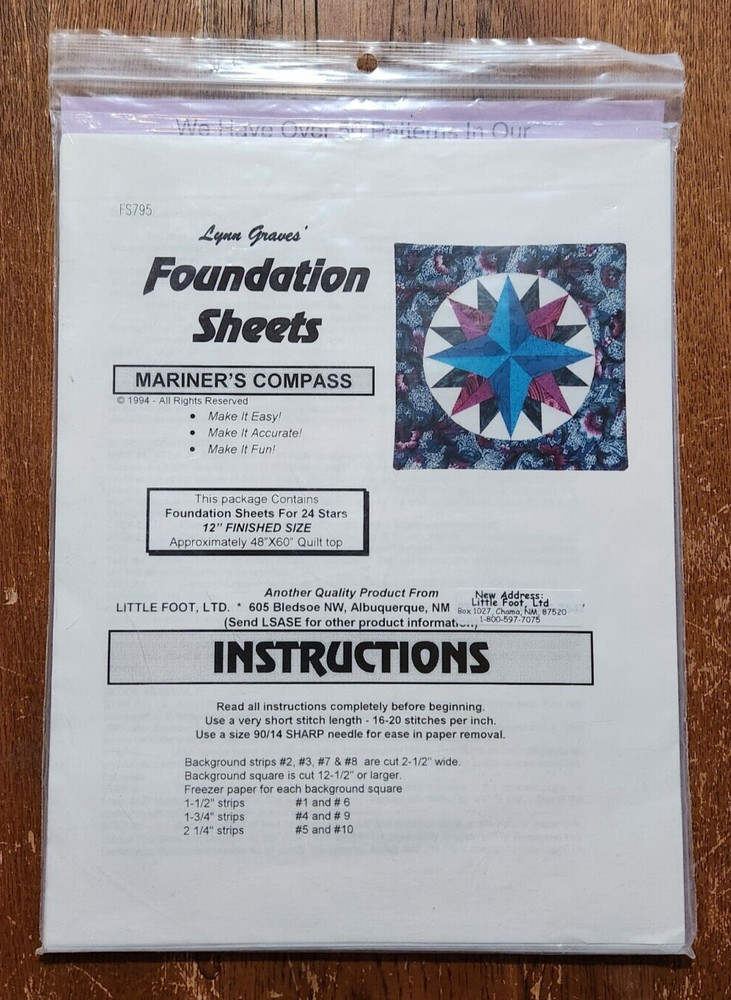 We Have Over 50 Patterns In Our
FS795
Lynn Graves'
Foundation
Sheets
MARINER'S COMPASS
© 1994 - All Rights Reserved
• Make It Easy!
• Make It Accurate!
• Make It Fun!
This package Contains
Foundation Sheets For 24 Stars
12" FINISHED SIZE
Approximately 48"X60" Quilt top
Another Quality Product From
LITTLE FOOT, LTD. * 605 Bledsoe NW, Albuquerque, NM
(Send LSASE for other product information)
New Address:
Little Foot, Ltd
Box 1027, Chama, NM, 87520
1-800-597-7075
INSTRUCTIONS
Read all instructions completely before beginning.
Use a very short stitch length - 16-20 stitches per inch.
Use a size 90/14 SHARP needle for ease in paper removal.
Background strips #2, #3, #7 & #8 are cut 2-1/2" wide.
Background square is cut 12-1/2" or larger.
Freezer paper for each background square
1-1/2" strips #1 and # 6
1-3/4" strips #4 and # 9
2 1/4" strips #5 and #10